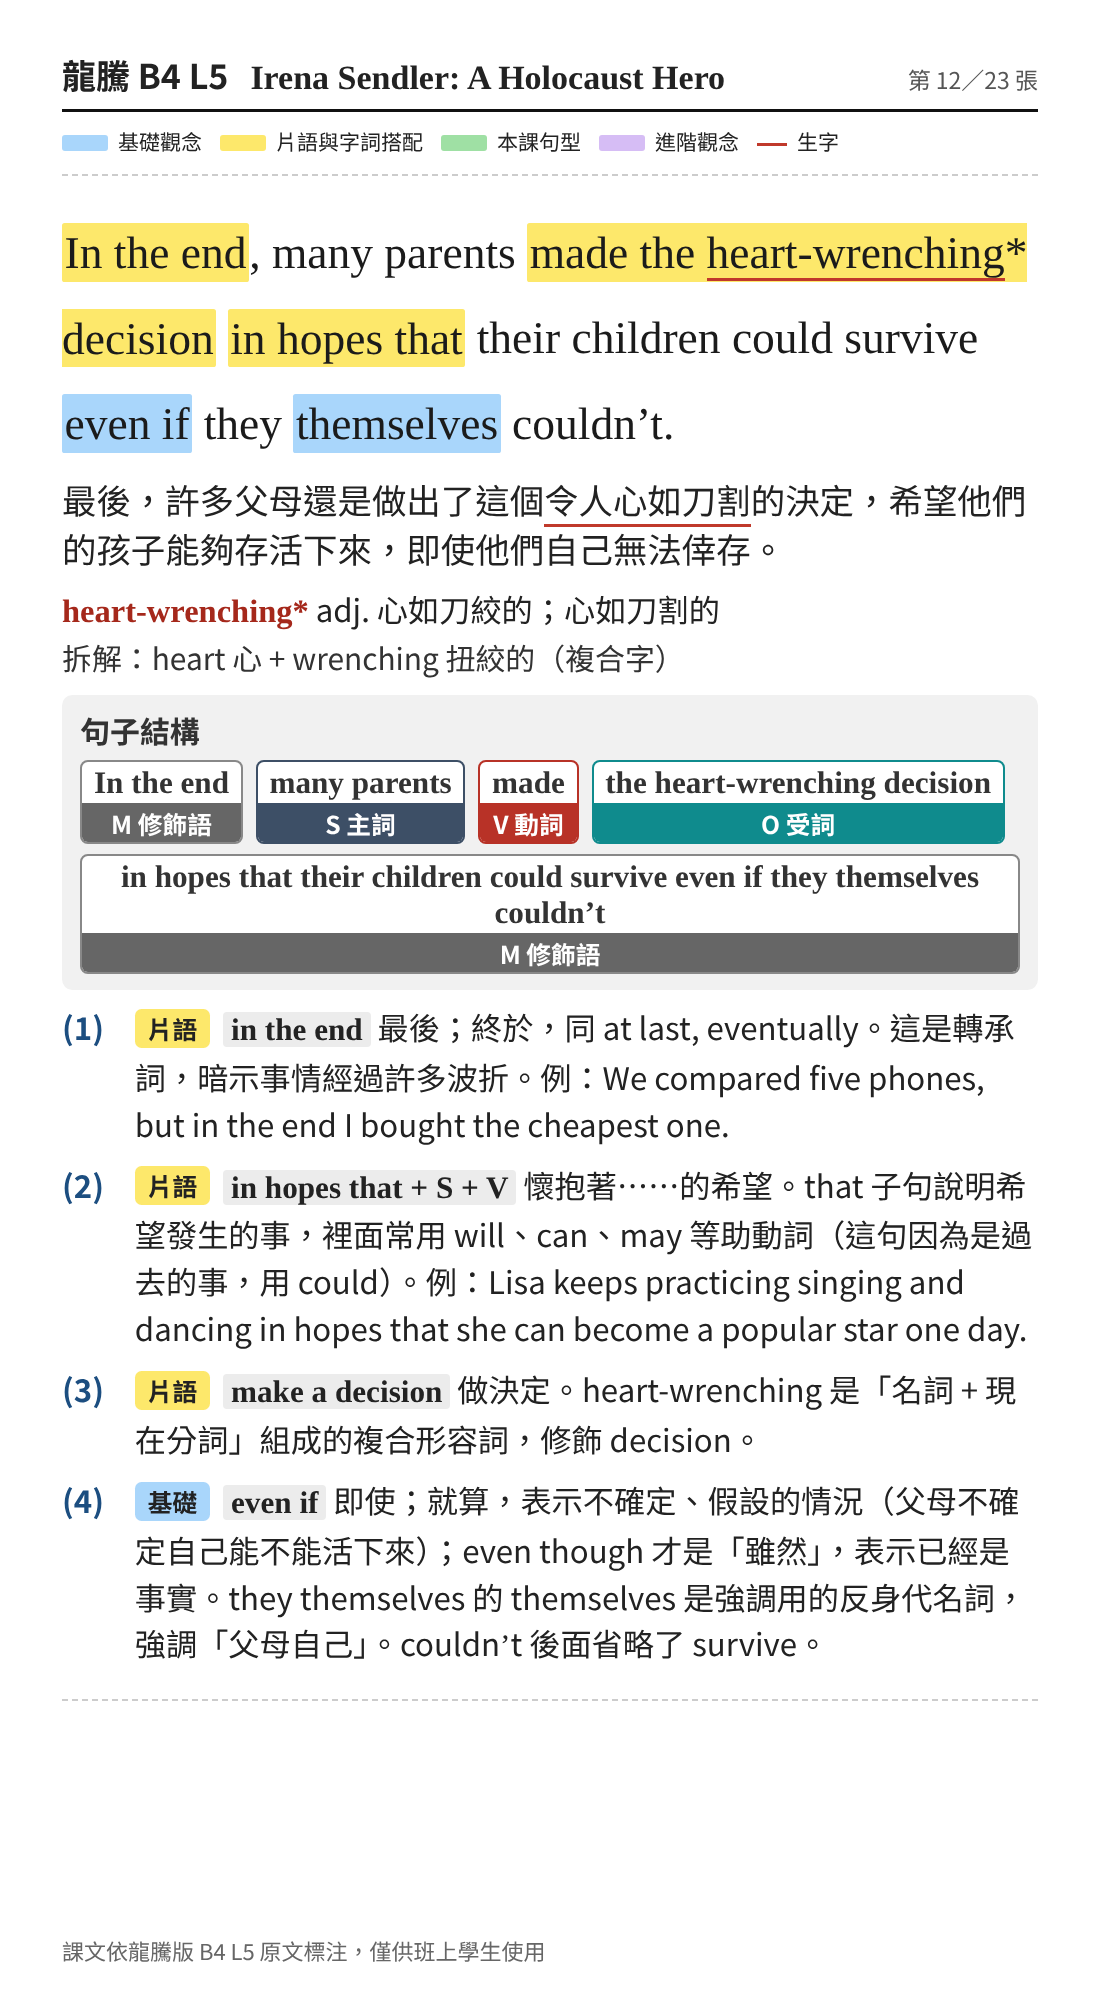 龍騰 B4 L5 Irena Sendler: A Holocaust Hero 第 12／23 張
基礎觀念 片語與字詞搭配 本課句型 進階觀念 生字
In the end, many parents made the heart-wrenching*
decision in hopes that their children could survive
even if they themselves couldn’t.
最後，許多父母還是做出了這個令人心如刀割的決定，希望他們
的孩子能夠存活下來，即使他們自己無法倖存。
heart-wrenching* adj. 心如刀絞的；心如刀割的
拆解：heart 心 + wrenching 扭絞的（複合字）
句子結構
In the end many parents made the heart-wrenching decision
M 修飾語 S 主詞 V 動詞 O 受詞
in hopes that their children could survive even if they themselves
couldn’t
M 修飾語
(1) 片語 in the end 最後；終於，同 at last, eventually。這是轉承
詞，暗示事情經過許多波折。例：We compared five phones,
but in the end I bought the cheapest one.
(2) 片語 in hopes that + S + V 懷抱著……的希望。that 子句說明希
望發生的事，裡面常用 will、can、may 等助動詞（這句因為是過
去的事，用 could）。例：Lisa keeps practicing singing and
dancing in hopes that she can become a popular star one day.
(3) 片語 make a decision 做決定。heart-wrenching 是「名詞 + 現
在分詞」組成的複合形容詞，修飾 decision。
(4) 基礎 even if 即使；就算，表示不確定、假設的情況（父母不確
定自己能不能活下來）；even though 才是「雖然」，表示已經是
事實。they themselves 的 themselves 是強調用的反身代名詞，
強調「父母自己」。couldn’t 後面省略了 survive。
課文依龍騰版 B4 L5 原文標注，僅供班上學生使用